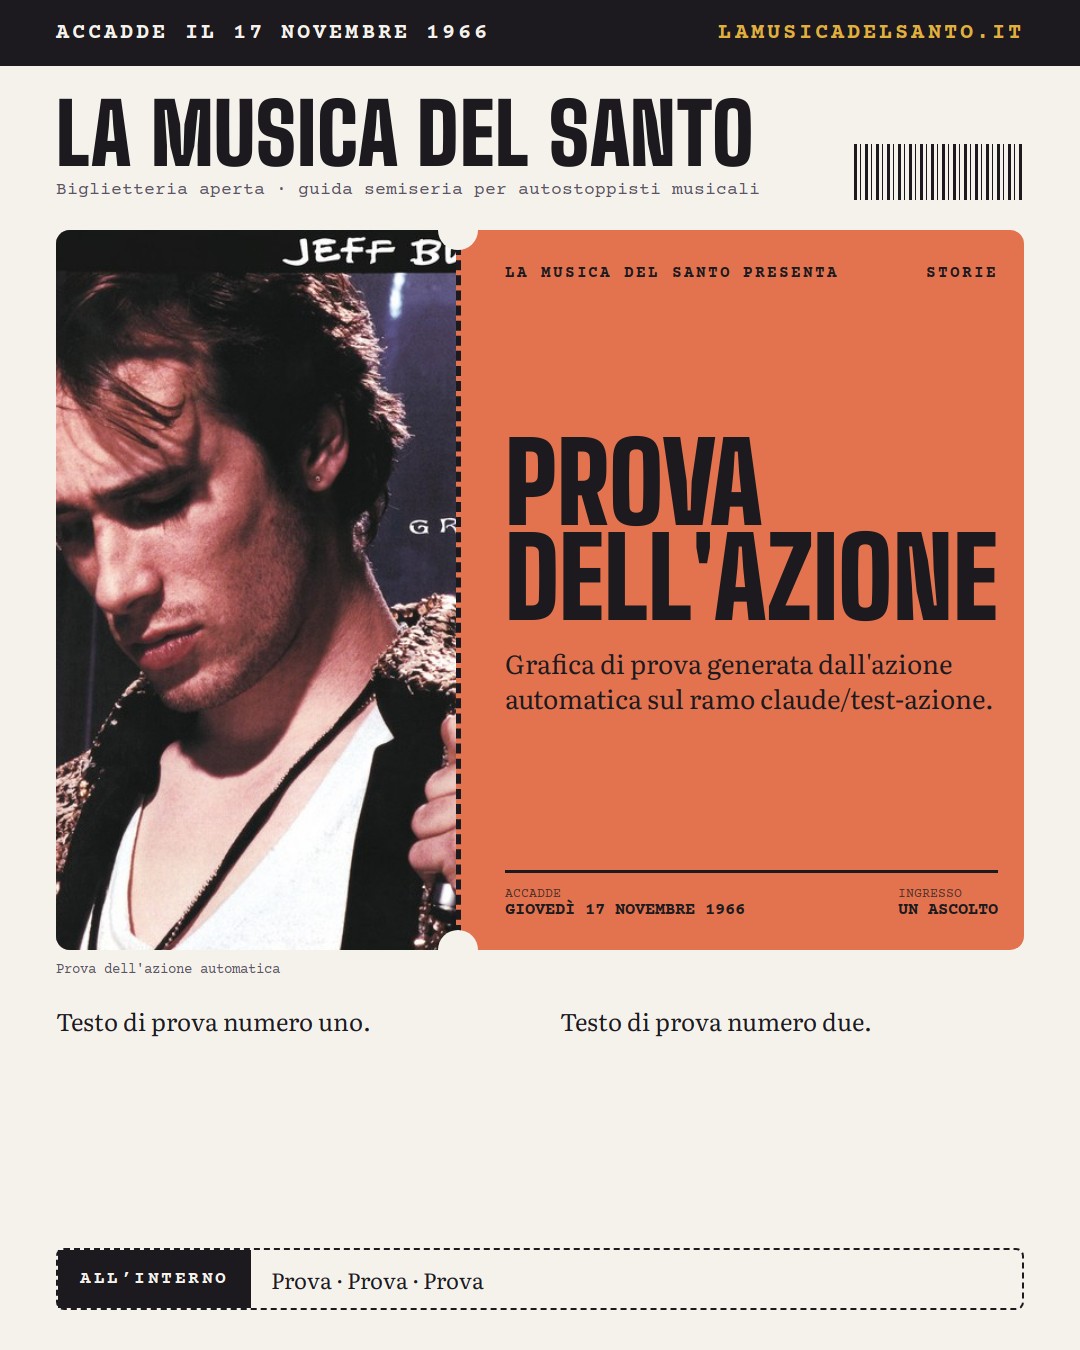 ACCADDE IL 17 NOVEMBRE 1966
LAMUSICADELSANTO.IT
LA MUSICA DEL SANTO
Biglietteria aperta · guida semiseria per autostoppisti musicali
JEFF BU
GR
LA MUSICA DEL SANTO PRESENTA
STORIE
PROVA
DELL'AZIONE
Grafica di prova generata dall'azione
automatica sul ramo claude/test-azione.
ACCADDE
GIOVEDÌ 17 NOVEMBRE 1966
INGRESSO
UN ASCOLTO
Prova dell'azione automatica
Testo di prova numero uno.
Testo di prova numero due.
ALL’INTERNO
Prova · Prova · Prova